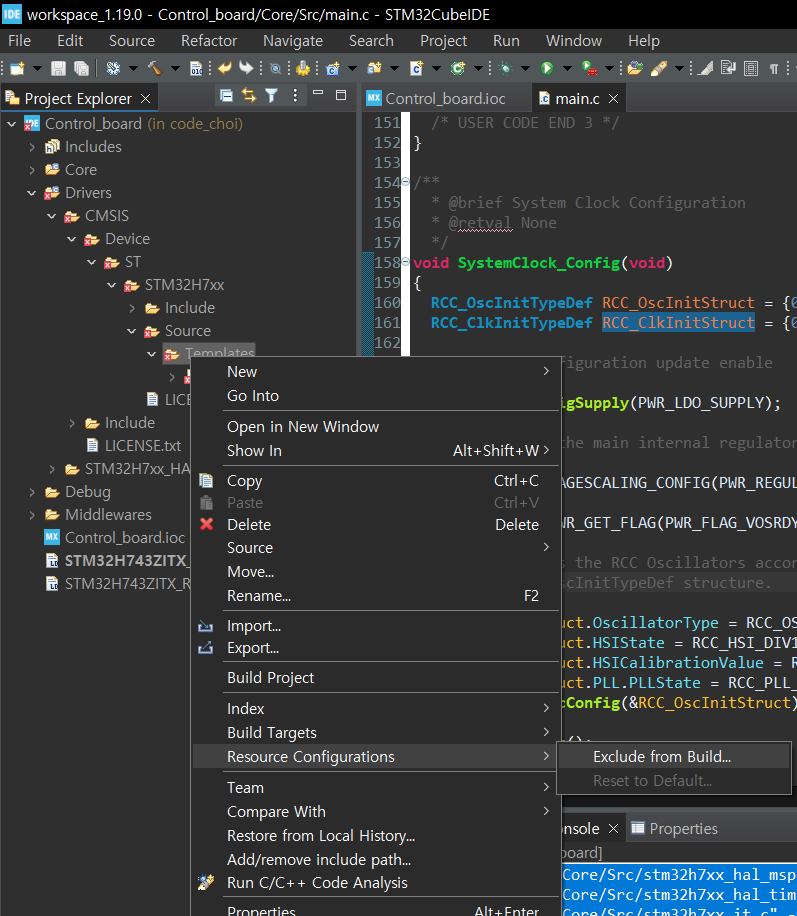 IDE workspace_1.19.0 - Control_board/Core/Src/main.c - STM32CubeIDE
File Edit Source Refactor Navigate Search Project Run Window Help
Project Explorer
Control_board (in code_choi)
Includes
Core
Drivers
CMSIS
Device
ST
STM32H7xx
Include
Source
Templates
LICE
Include
LICENSE.txt
STM32H7xx_HA
Debug
Middlewares
MX Control_board.ioc
STM32H743ZITX_
STM32H743ZITX_R
MX Control_board.ioc main.c
151 /* USER CODE END 3 */
152 }
153
154 /**
155 * @brief System Clock Configuration
156 * @retval None
157 */
158 void SystemClock_Config(void)
159 {
160 RCC_OscInitTypeDef RCC_OscInitStruct = {0
161 RCC_ClkInitTypeDef RCC_ClkInitStruct = {0
162
figuration update enable
igSupply(PWR_LDO_SUPPLY);
the main internal regulator
AGESCALING_CONFIG(PWR_REGUL
WR_GET_FLAG(PWR_FLAG_VOSRDY
s the RCC Oscillators accor
scInitTypeDef structure.
uct.OscillatorType = RCC_OS
uct.HSIState = RCC_HSI_DIV1
uct.HSICalibrationValue = R
uct.PLL.PLLState = RCC_PLL_
cConfig(&RCC_OscInitStruct)
New
Go Into
Open in New Window
Show In Alt+Shift+W
Copy Ctrl+C
Paste Ctrl+V
Delete Delete
Source
Move...
Rename... F2
Import...
Export...
Build Project
Index
Build Targets
Resource Configurations
Team
Compare With
Restore from Local History...
Add/remove include path...
Run C/C++ Code Analysis
Properties Alt+Enter
Exclude from Build...
Reset to Default...
onsole Properties
board]
Core/Src/stm32h7xx_hal_msp
Core/Src/stm32h7xx_hal_tim
Core/Src/stm32h7xx_it.c"